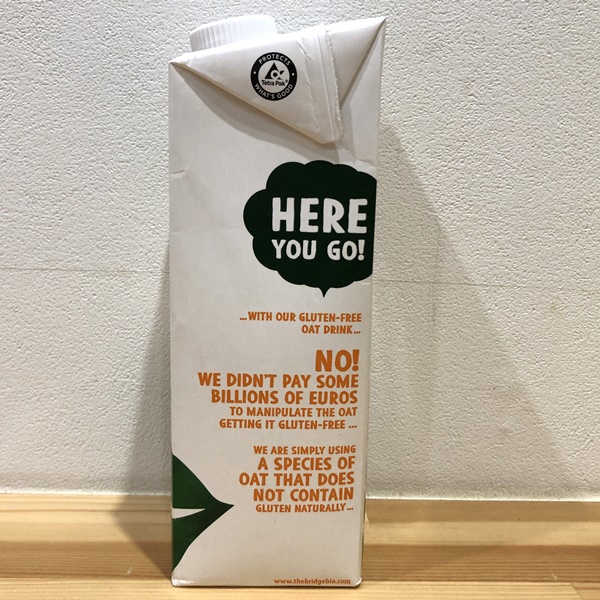 PROTECTS
Tetra Pak®
WHAT'S GOOD
HERE
YOU GO!
...WITH OUR GLUTEN-FREE
OAT DRINK...
NO!
WE DIDN'T PAY SOME
BILLIONS OF EUROS
TO MANIPULATE THE OAT
GETTING IT GLUTEN-FREE ...
WE ARE SIMPLY USING
A SPECIES OF
OAT THAT DOES
NOT CONTAIN
GLUTEN NATURALLY...
www.thebridgebio.com